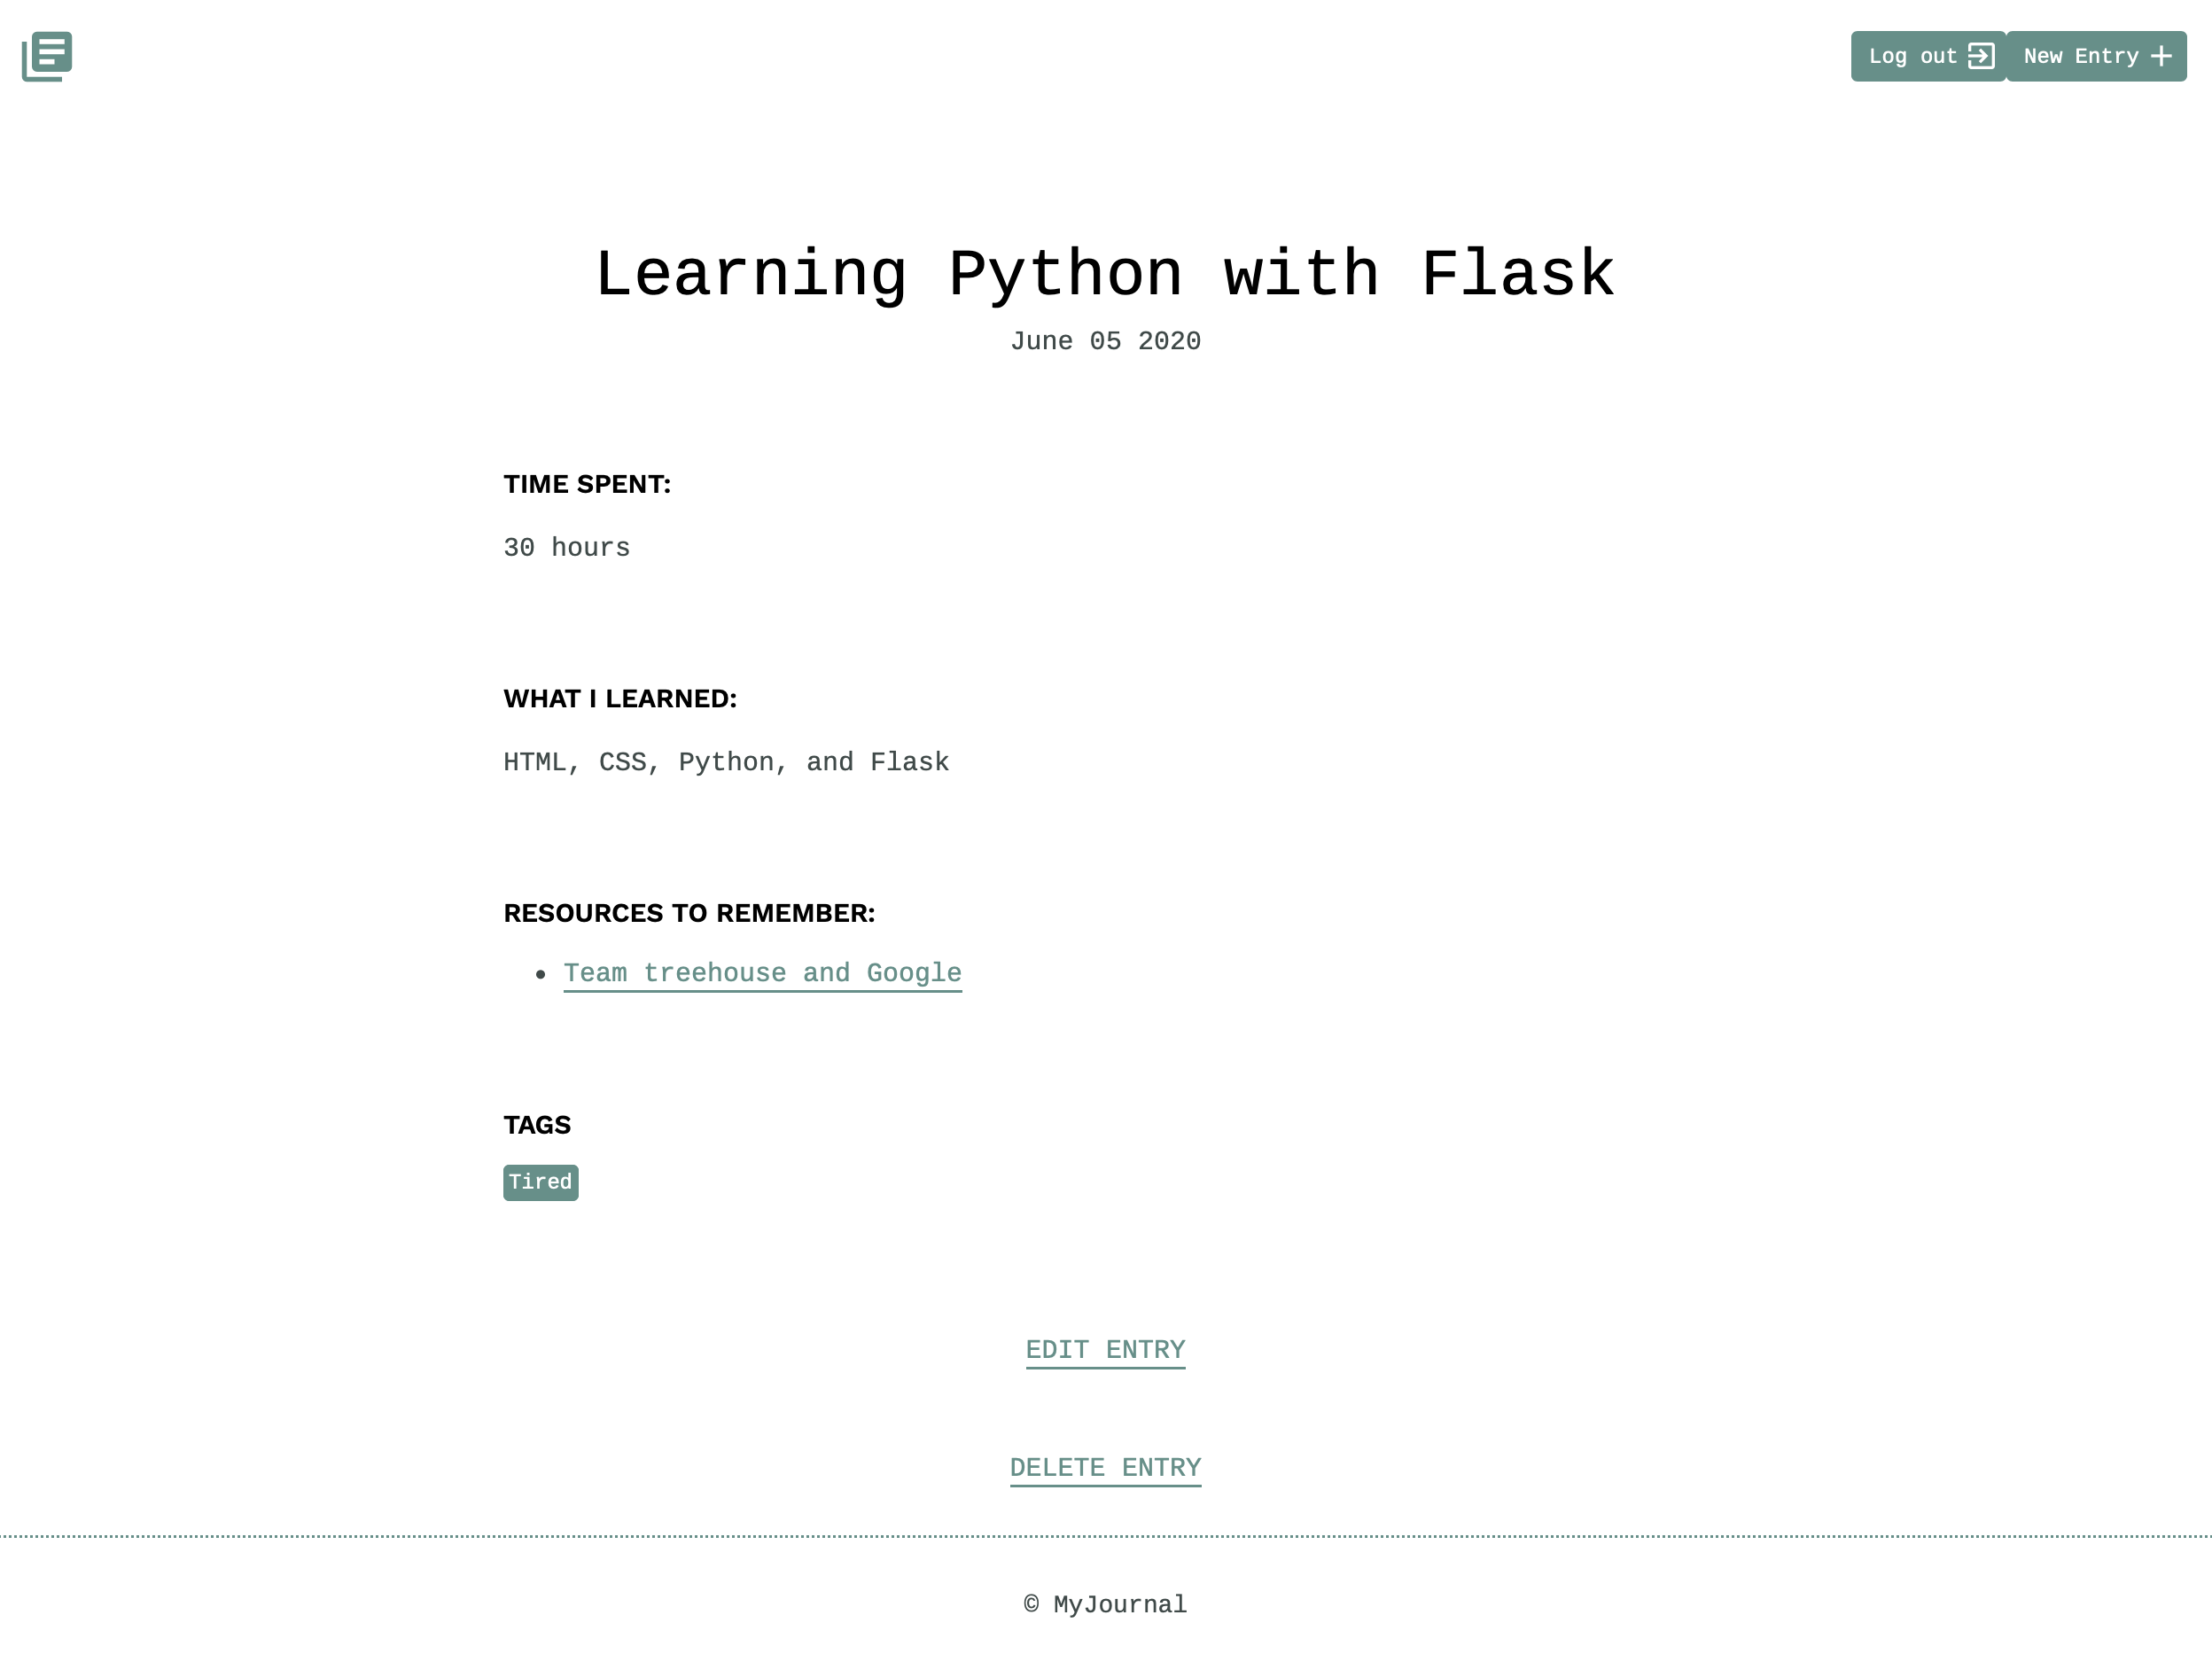 Log out New Entry
Learning Python with Flask
June 05 2020
TIME SPENT:
30 hours
WHAT I LEARNED:
HTML, CSS, Python, and Flask
RESOURCES TO REMEMBER:
• Team treehouse and Google
TAGS
Tired
EDIT ENTRY
DELETE ENTRY
© MyJournal